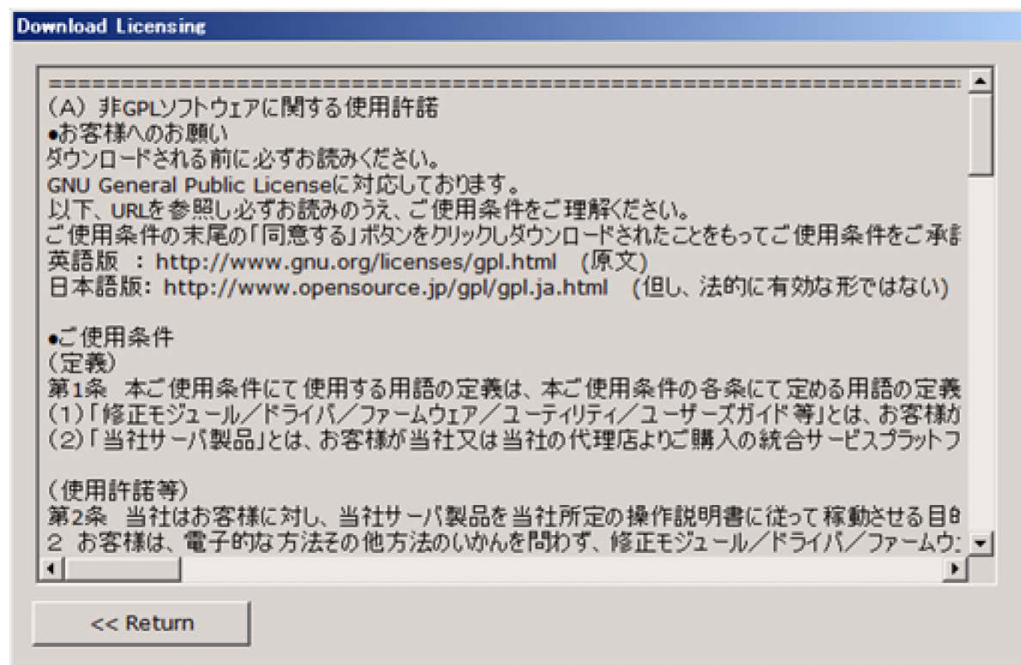 Download Licensing
================================================================
(A) 非GPLソフトウェアに関する使用許諾
●お客様へのお願い
ダウンロードされる前に必ずお読みください。
GNU General Public Licenseに対応しております。
以下、URLを参照し必ずお読みのうえ、ご使用条件をご理解ください。
ご使用条件の末尾の「同意する」ボタンをクリックしダウンロードされたことをもってご使用条件をご承
英語版 : http://www.gnu.org/licenses/gpl.html (原文)
日本語版: http://www.opensource.jp/gpl/gpl.ja.html (但し、法的に有効な形ではない)
●ご使用条件
(定義)
第1条 本ご使用条件にて使用する用語の定義は、本ご使用条件の各条にて定める用語の定義
(1)「修正モジュール／ドライバ／ファームウェア／ユーティリティ／ユーザーズガイド等」とは、お客様が
(2)「当社サーバ製品」とは、お客様が当社又は当社の代理店よりご購入の統合サービスプラットフ
(使用許諾等)
第2条 当社はお客様に対し、当社サーバ製品を当社所定の操作説明書に従って稼動させる目的
2 お客様は、電子的な方法その他方法のいかんを問わず、修正モジュール／ドライバ／ファームウ
<< Return